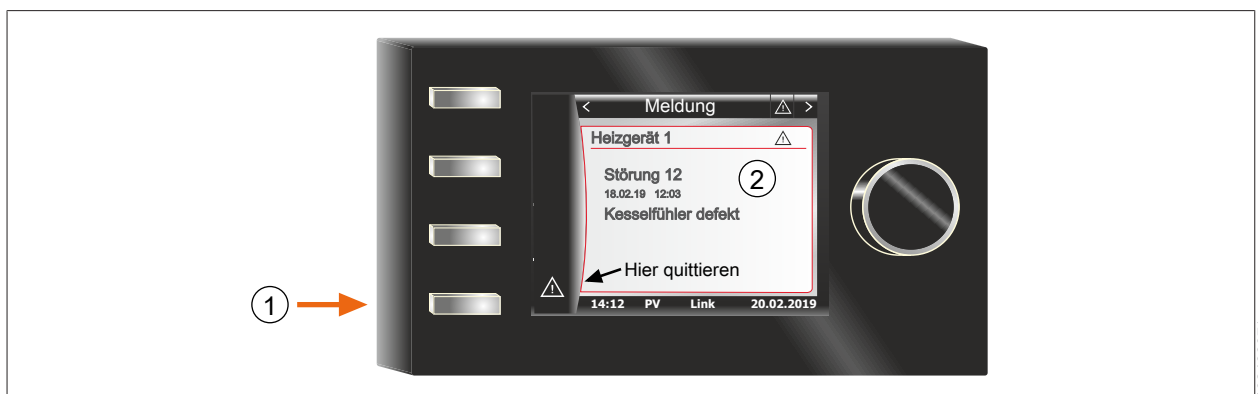 < Meldung >
Heizgerät 1
Störung 12
2
18.02.19 12:03
Kesselfühler defekt
Hier quittieren
1
14:12 PV Link 20.02.2019